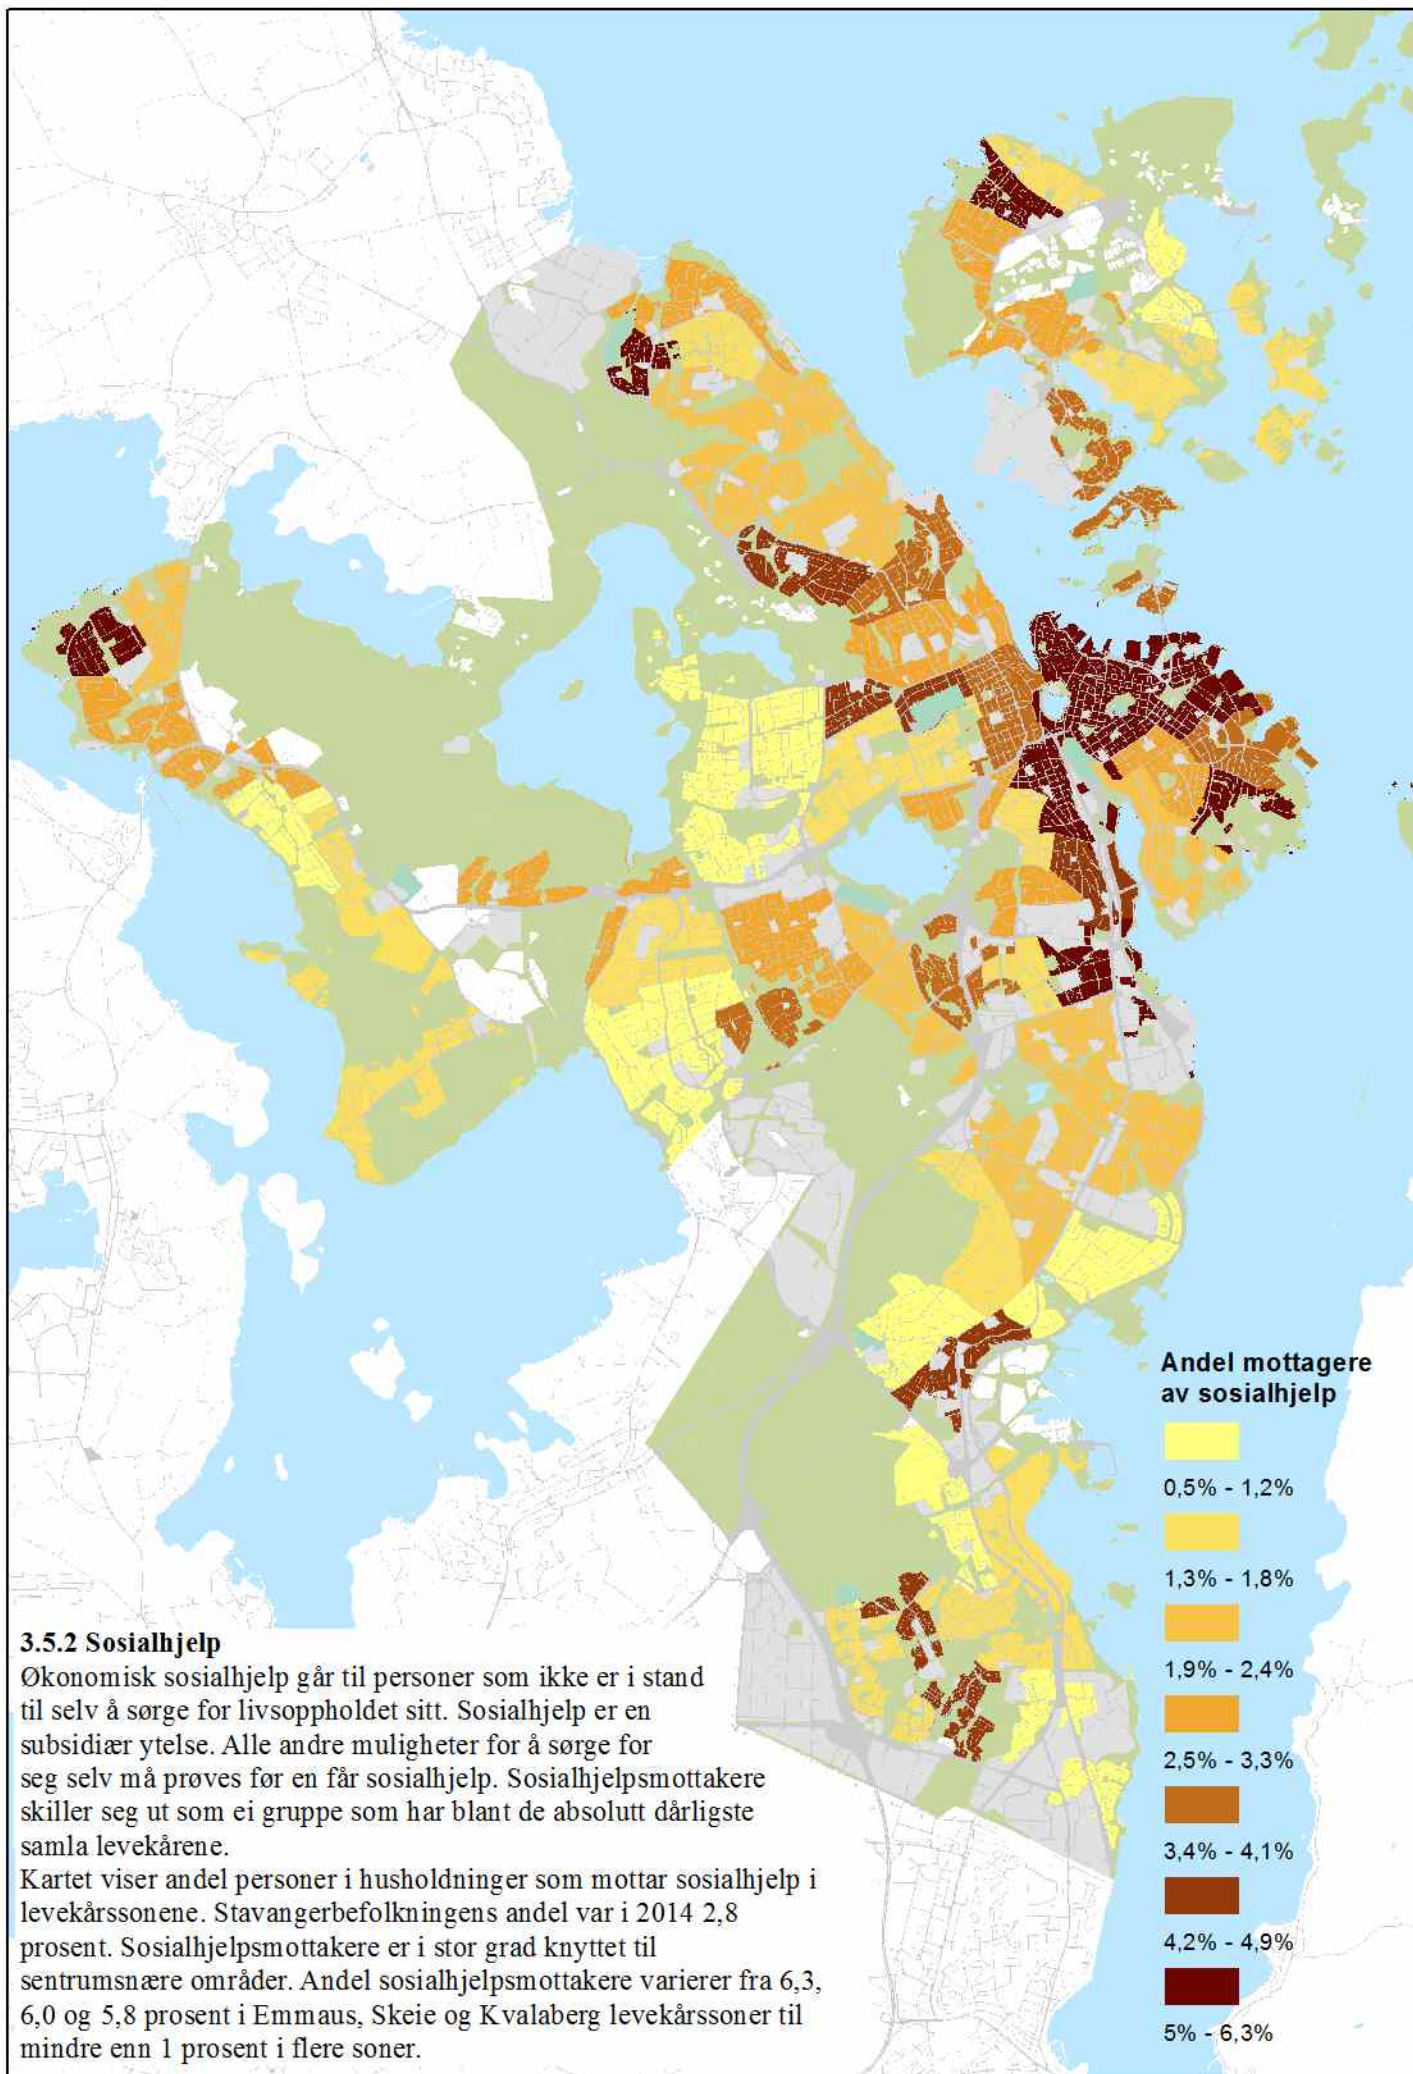 Andel mottagere
av sosialhjelp
0,5% - 1,2%
1,3% - 1,8%
1,9% - 2,4%
2,5% - 3,3%
3,4% - 4,1%
4,2% - 4,9%
5% - 6,3%
3.5.2 Sosialhjelp
Økonomisk sosialhjelp går til personer som ikke er i stand
til selv å sørge for livsoppholdet sitt. Sosialhjelp er en
subsidiær ytelse. Alle andre muligheter for å sørge for
seg selv må prøves før en får sosialhjelp. Sosialhjelpsmottakere
skiller seg ut som ei gruppe som har blant de absolutt dårligste
samla levekårene.
Kartet viser andel personer i husholdninger som mottar sosialhjelp i
levekårssonene. Stavangerbefolkningens andel var i 2014 2,8
prosent. Sosialhjelpsmottakere er i stor grad knyttet til
sentrumsnære områder. Andel sosialhjelpsmottakere varierer fra 6,3,
6,0 og 5,8 prosent i Emmaus, Skeie og Kvalaberg levekårssoner til
mindre enn 1 prosent i flere soner.